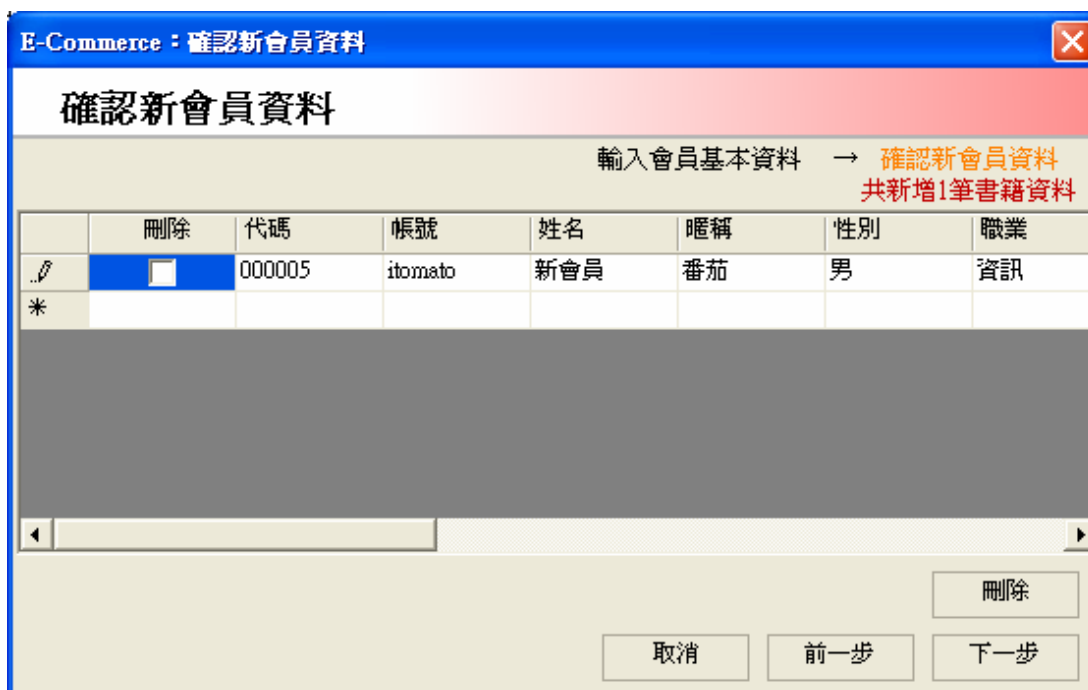 E-Commerce：確認新會員資料
確認新會員資料
輸入會員基本資料 → 確認新會員資料
共新增1筆書籍資料
刪除 代碼 帳號 姓名 暱稱 性別 職業
000005 itomato 新會員 番茄 男 資訊
刪除
取消 前一步 下一步